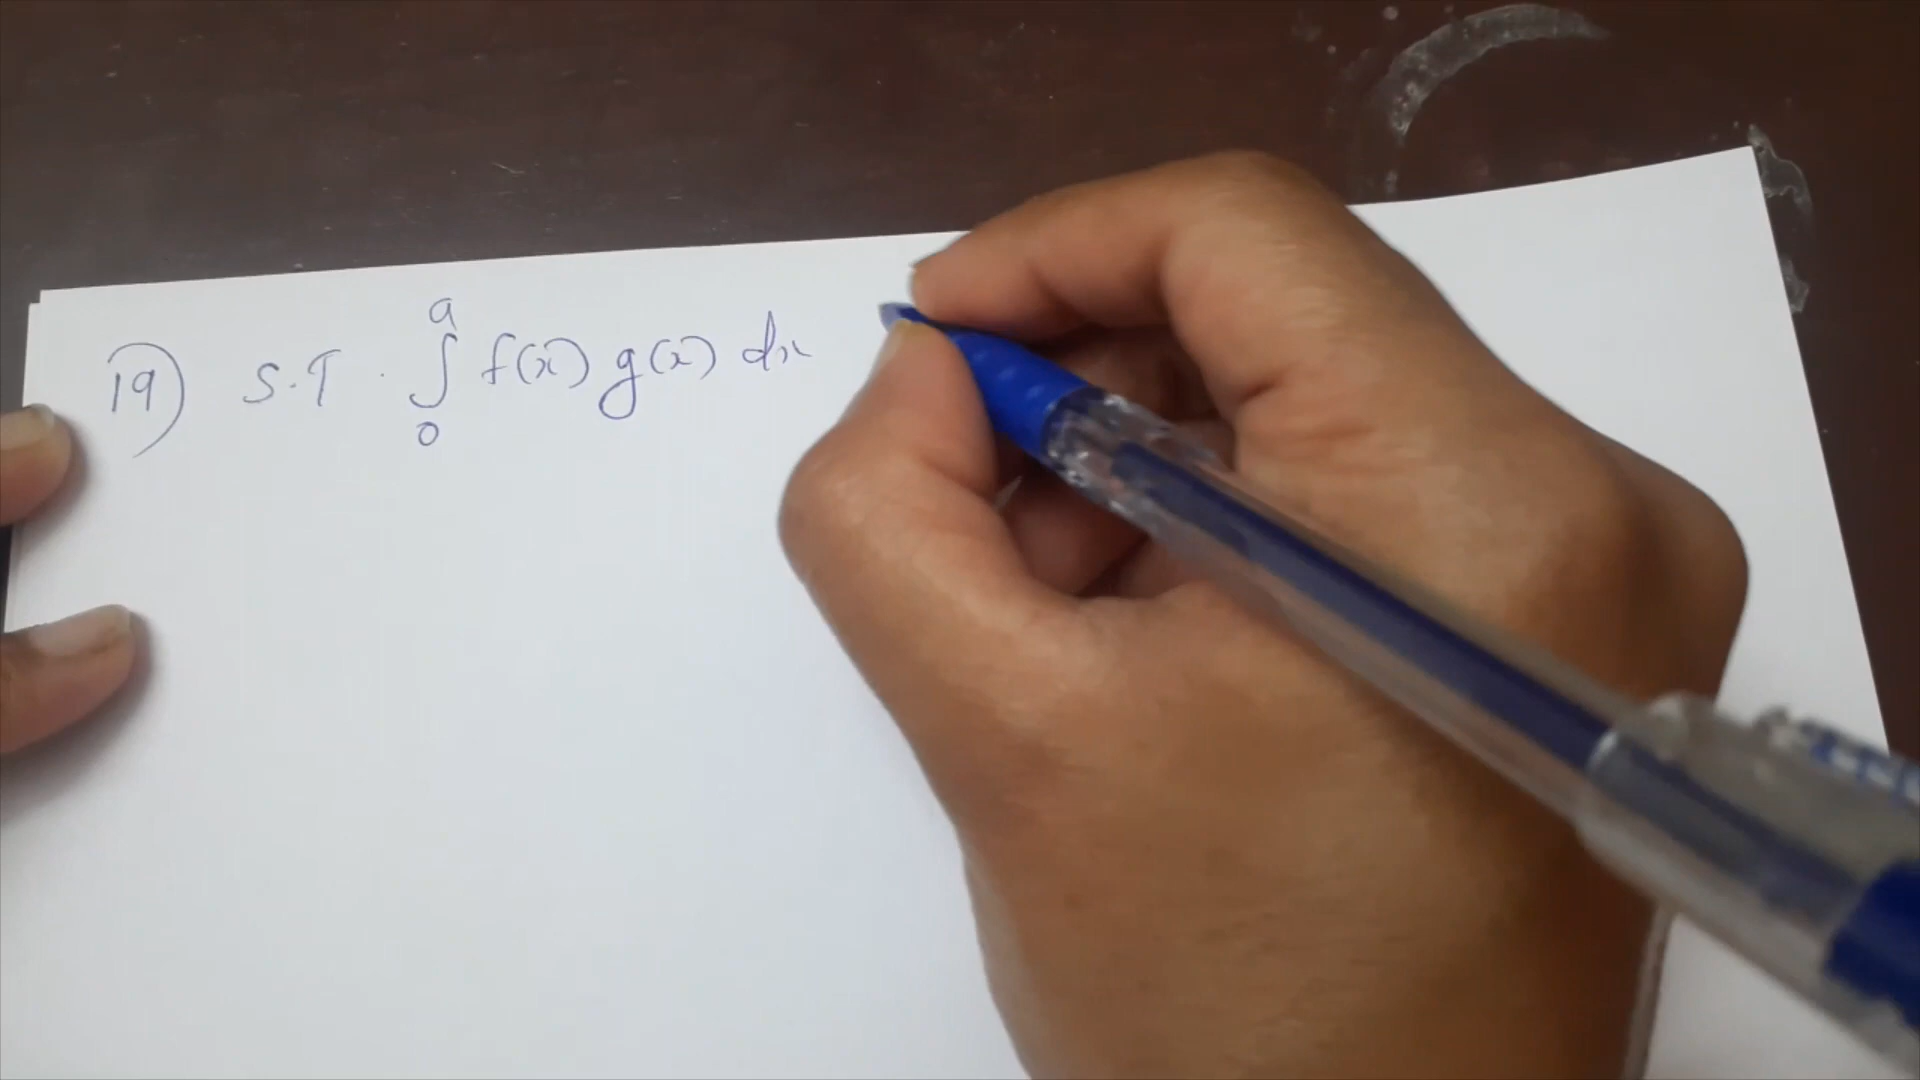 19) S.T. ∫₀ᵃ f(x) g(x) dx